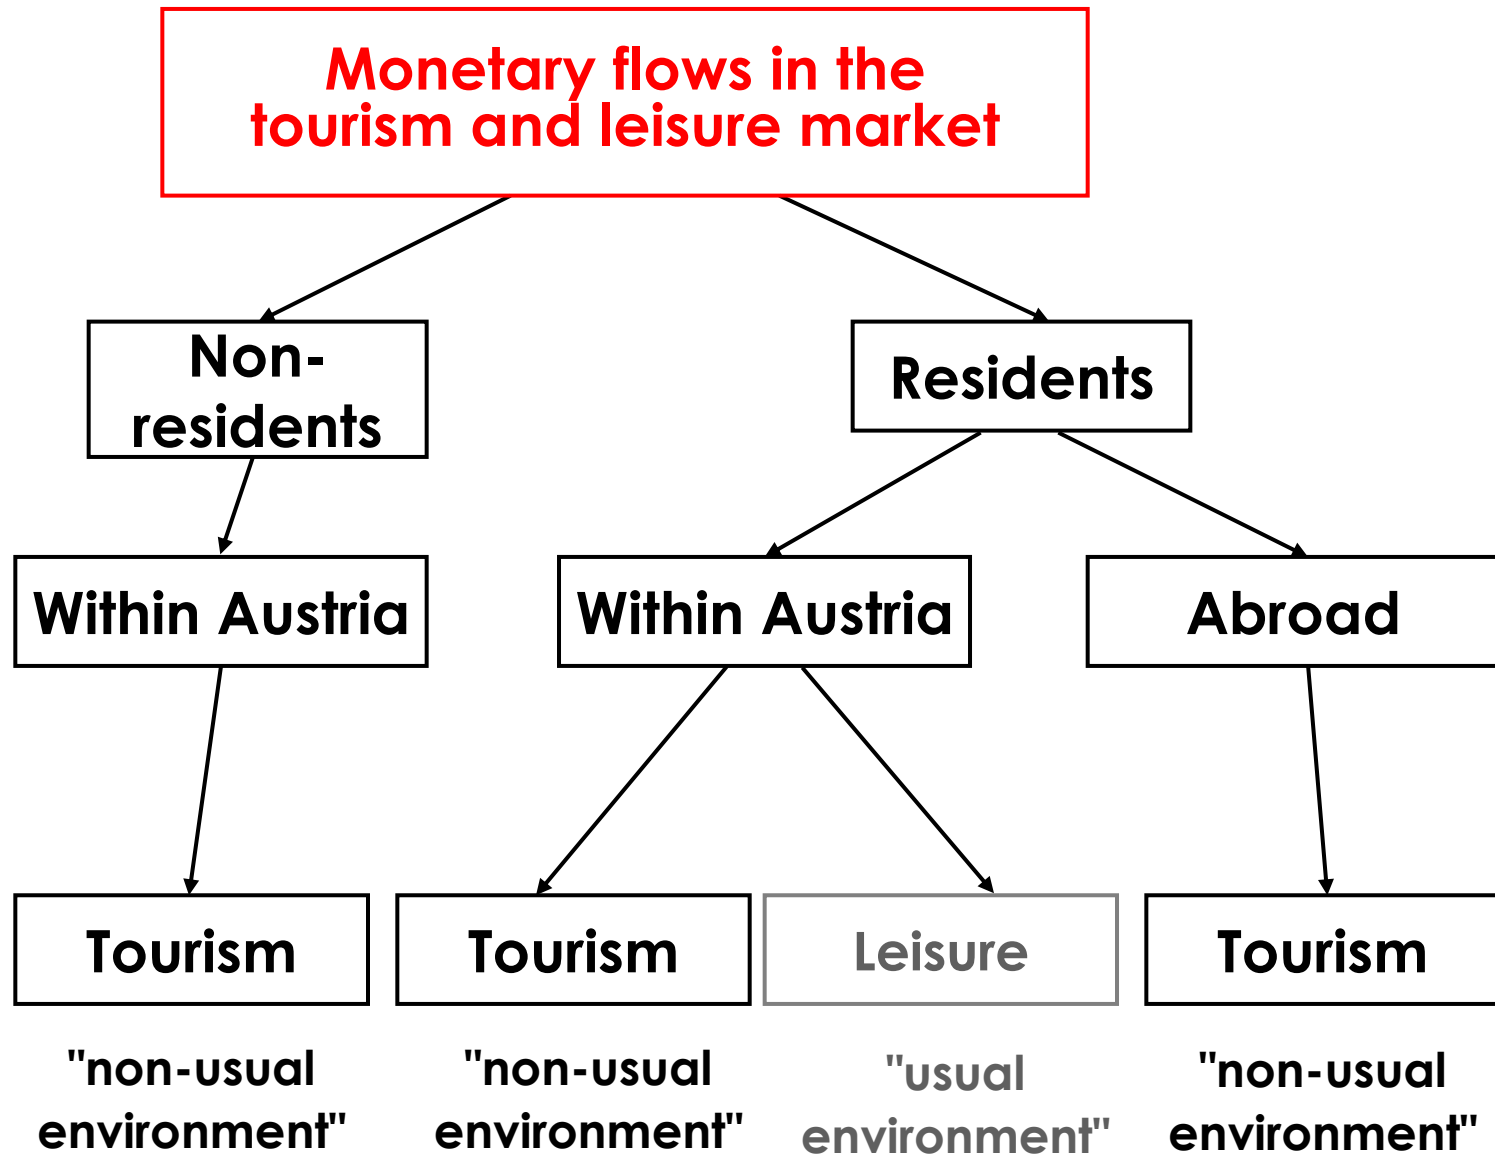 Monetary flows in the
tourism and leisure market
Non-
residents
Residents
Within Austria
Within Austria
Abroad
Tourism
Tourism
Leisure
Tourism
"non-usual
environment"
"non-usual
environment"
"usual
environment"
"non-usual
environment"